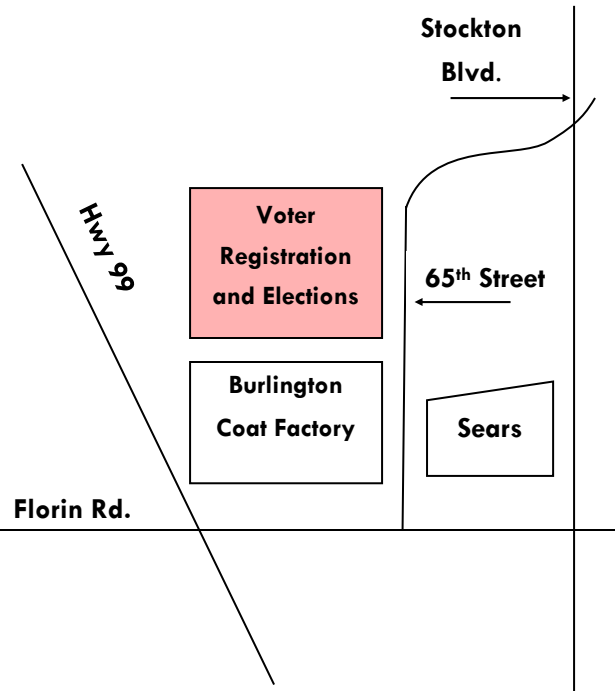 Stockton
Blvd.
Hwy 99
Voter
Registration
and Elections
65th Street
Burlington
Coat Factory
Sears
Florin Rd.